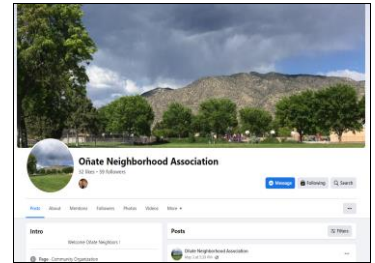 Oñate Neighborhood Association
52 likes • 59 followers
Message
Following
Search
Posts About Mentions Followers Photos Videos More
Intro
Welcome Oñate Neighbors !
Page · Community Organization
Posts
Filters
Oñate Neighborhood Association